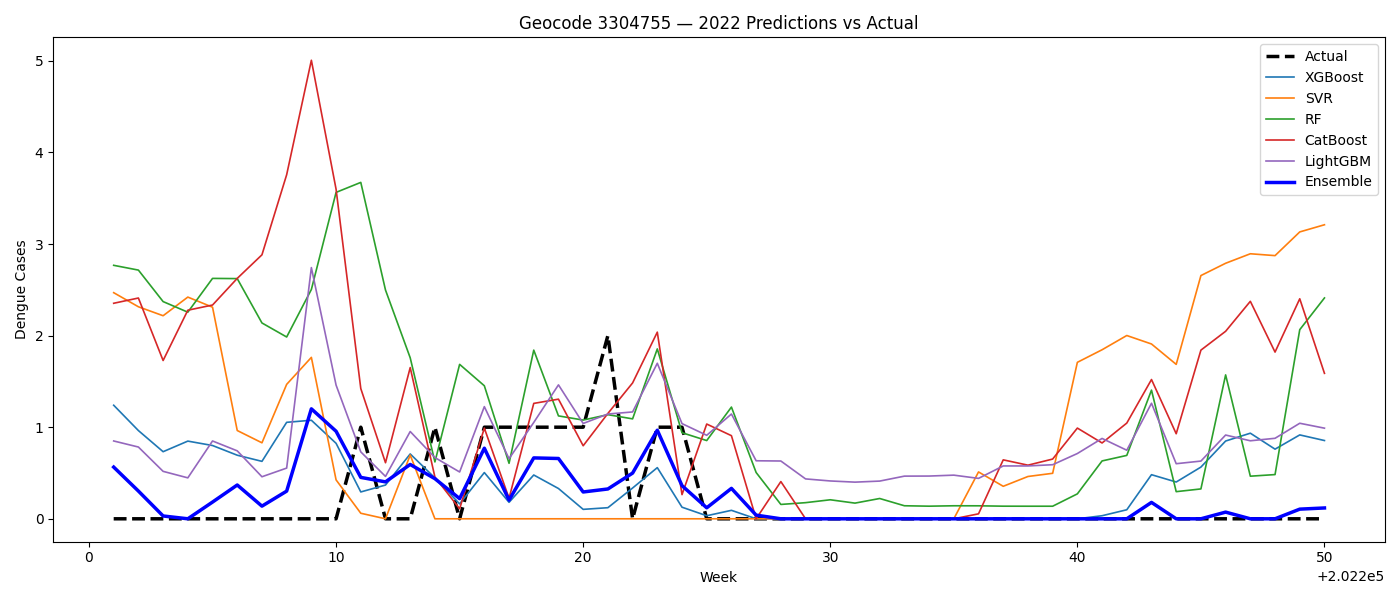 Geocode 3304755 — 2022 Predictions vs Actual
Dengue Cases
5
4
3
2
1
0
Actual
XGBoost
SVR
RF
CatBoost
LightGBM
Ensemble
0 10 20 30 40 50
Week
+2.022e5